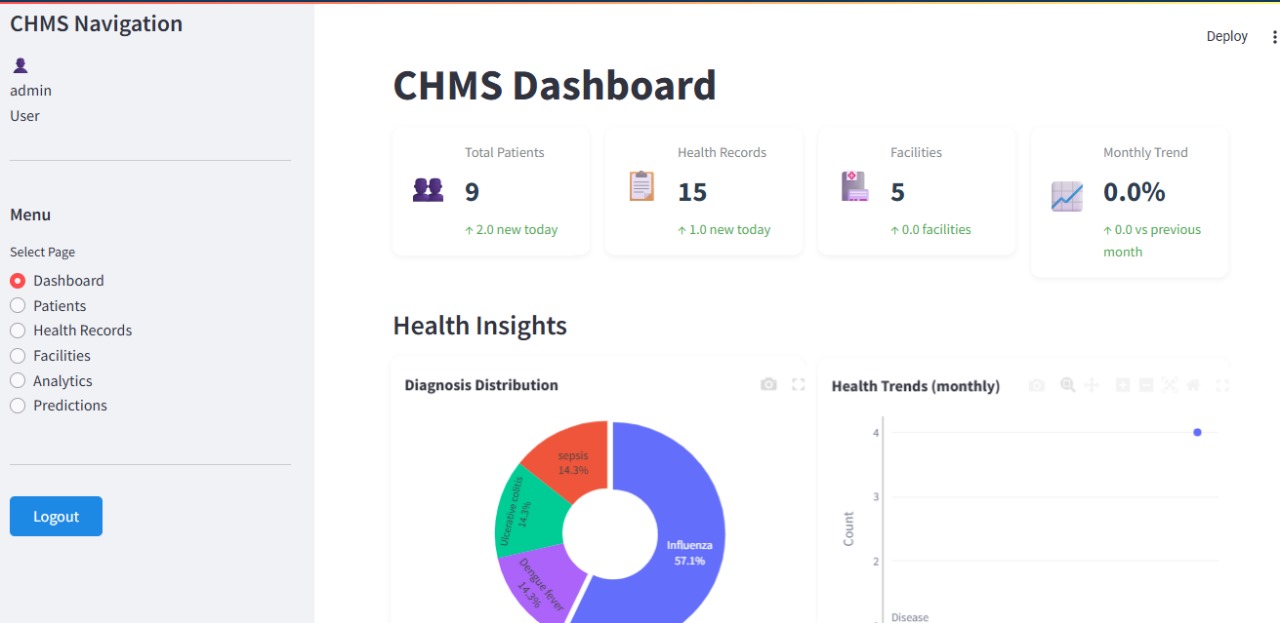 CHMS Navigation
admin
User
Menu
Select Page
Dashboard
Patients
Health Records
Facilities
Analytics
Predictions
Logout
Deploy
CHMS Dashboard
Total Patients
9
↑ 2.0 new today
Health Records
15
↑ 1.0 new today
Facilities
5
↑ 0.0 facilities
Monthly Trend
0.0%
↑ 0.0 vs previous
month
Health Insights
Diagnosis Distribution
sepsis
14.3%
Ulcerative colitis
14.3%
Dengue fever
14.3%
Influenza
57.1%
Health Trends (monthly)
4
3
2
Count
Disease